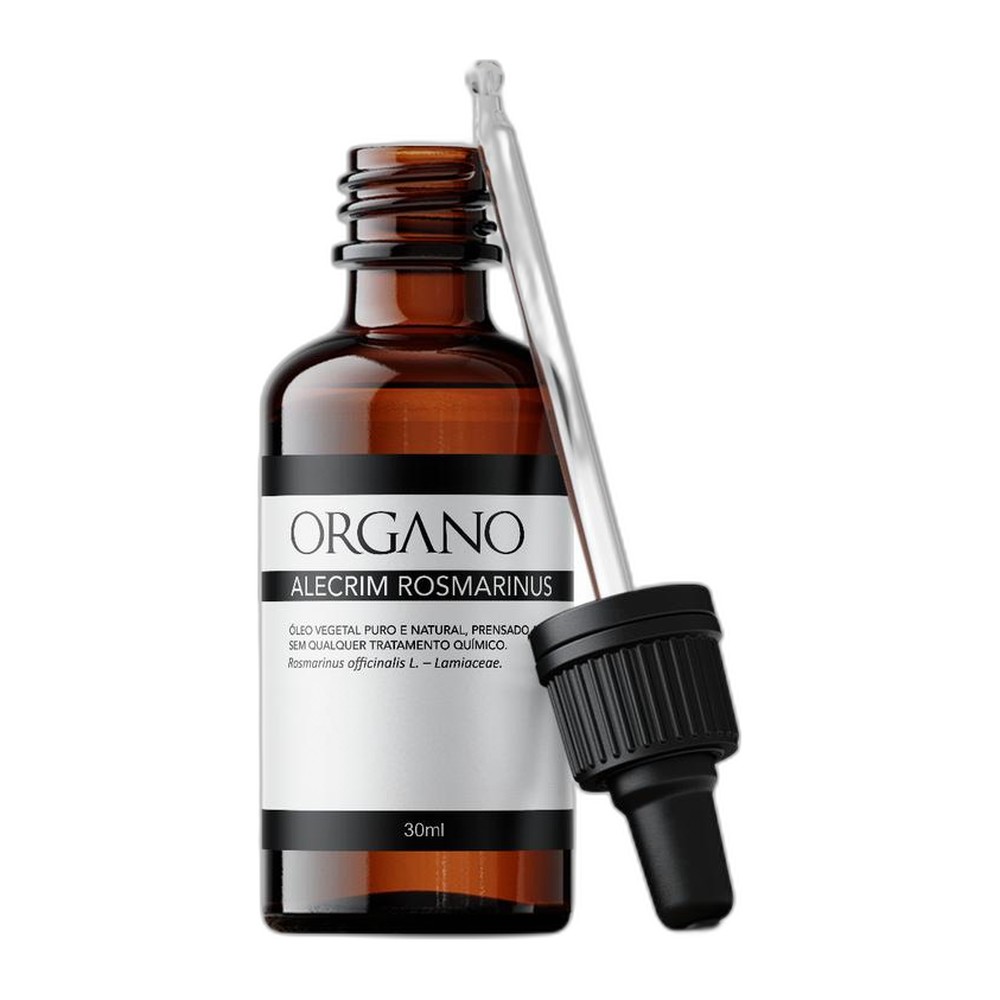 ORGANO
ALECRIM ROSMARINUS
ÓLEO VEGETAL PURO E NATURAL, PRENSADO
SEM QUALQUER TRATAMENTO QUÍMICO.
Rosmarinus officinalis L. – Lamiaceae.
30ml